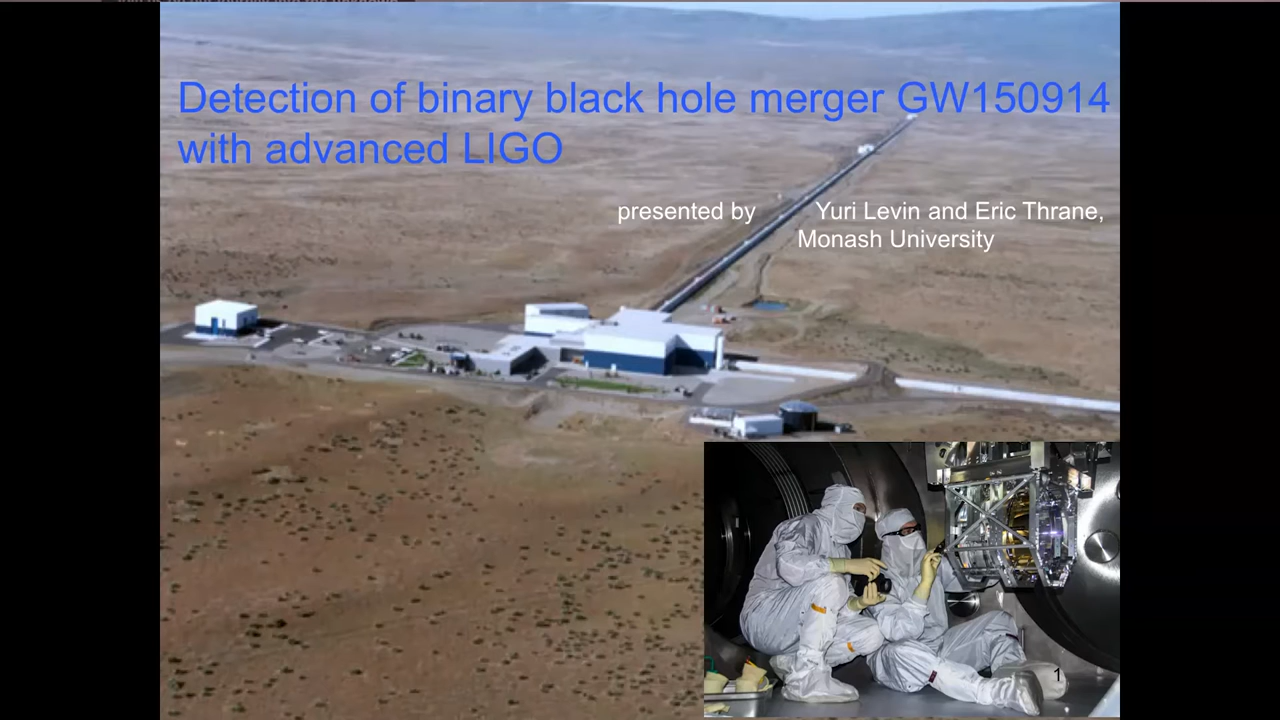 Detection of binary black hole merger GW150914
with advanced LIGO
presented by Yuri Levin and Eric Thrane,
Monash University
1